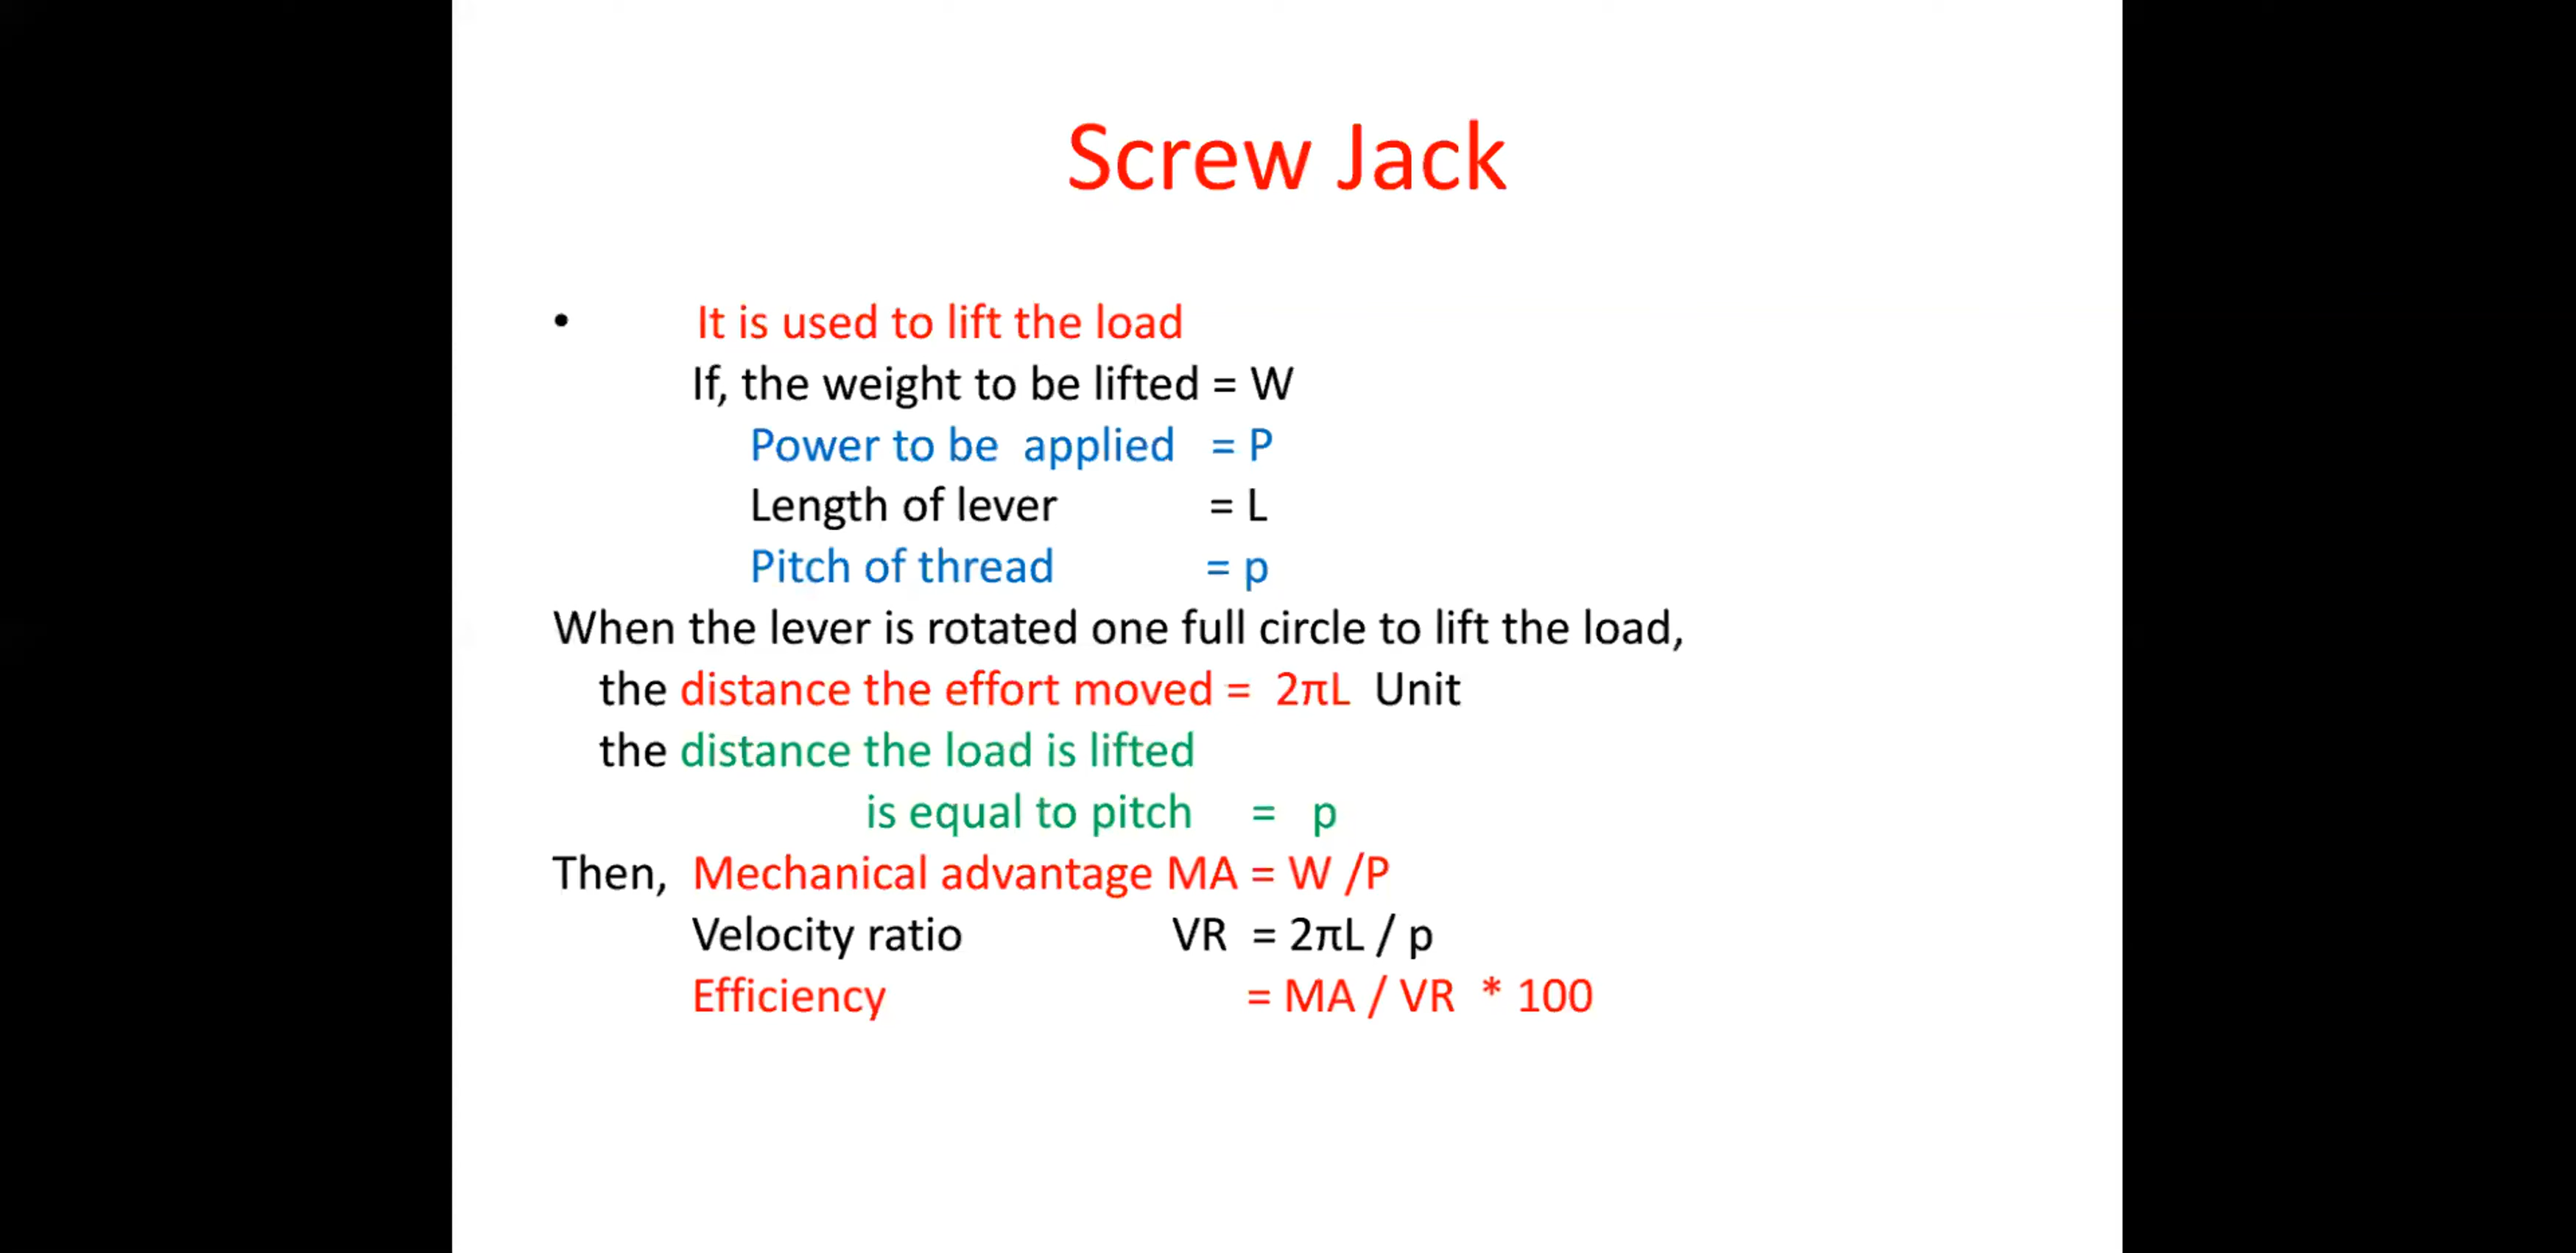 Screw Jack
• It is used to lift the load
If, the weight to be lifted = W
Power to be applied = P
Length of lever = L
Pitch of thread = p
When the lever is rotated one full circle to lift the load,
the distance the effort moved = 2πL Unit
the distance the load is lifted
is equal to pitch = p
Then, Mechanical advantage MA = W /P
Velocity ratio VR = 2πL / p
Efficiency = MA / VR * 100